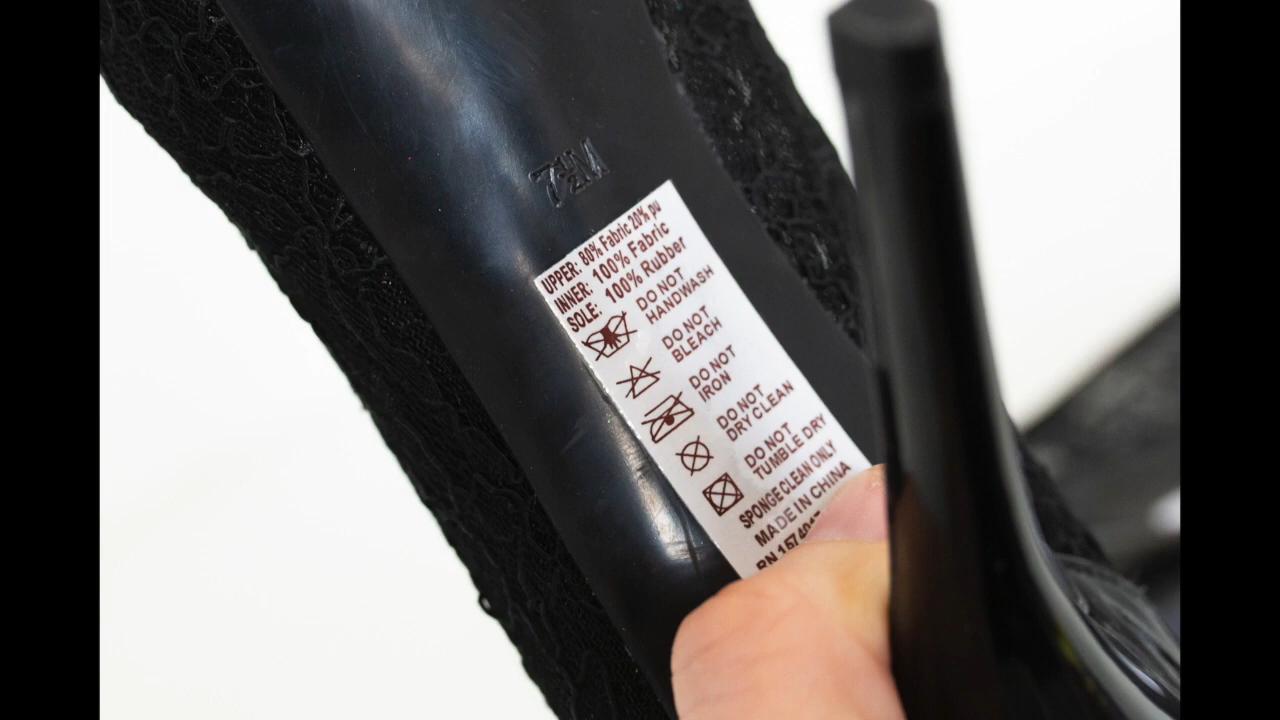 7½M
UPPER: 80% Fabric 20% pu
INNER: 100% Fabric
SOLE: 100% Rubber
DO NOT
HANDWASH
DO NOT
BLEACH
DO NOT
IRON
DO NOT
DRY CLEAN
DO NOT
TUMBLE DRY
SPONGE CLEAN ONLY
MADE IN CHINA
RN